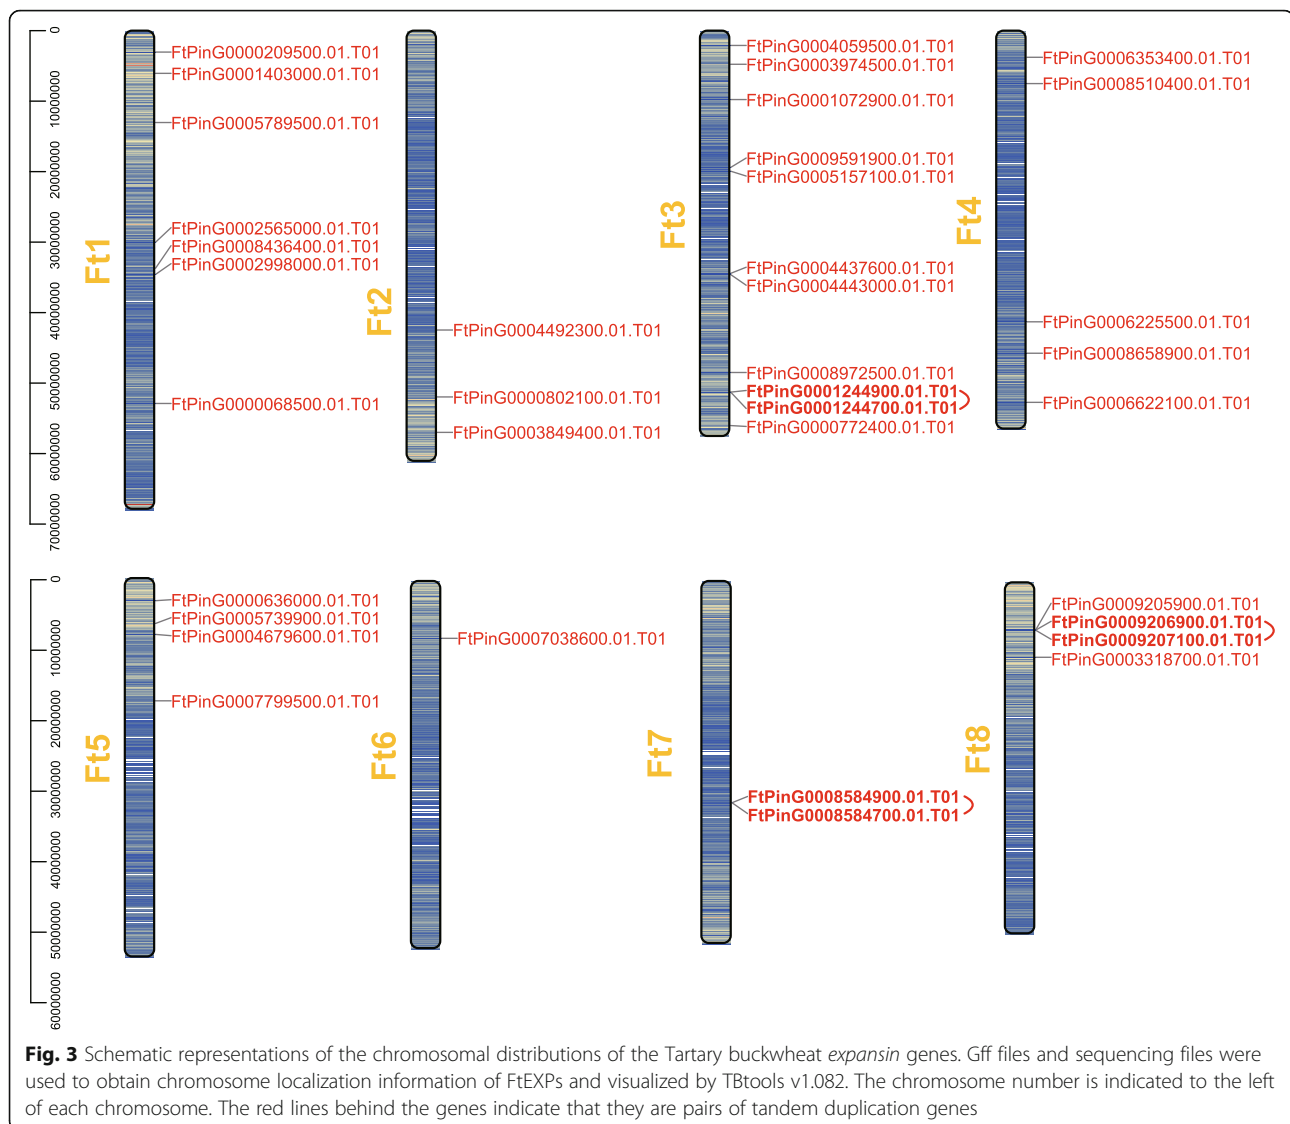 0
10000000
20000000
30000000
40000000
50000000
60000000
70000000
Ft1
FtPinG0000209500.01.T01
FtPinG0001403000.01.T01
FtPinG0005789500.01.T01
FtPinG0002565000.01.T01
FtPinG0008436400.01.T01
FtPinG0002998000.01.T01
FtPinG0000068500.01.T01
Ft2
FtPinG0004492300.01.T01
FtPinG0000802100.01.T01
FtPinG0003849400.01.T01
Ft3
FtPinG0004059500.01.T01
FtPinG0003974500.01.T01
FtPinG0001072900.01.T01
FtPinG0009591900.01.T01
FtPinG0005157100.01.T01
FtPinG0004437600.01.T01
FtPinG0004443000.01.T01
FtPinG0008972500.01.T01
FtPinG0001244900.01.T01
FtPinG0001244700.01.T01
FtPinG0000772400.01.T01
Ft4
FtPinG0006353400.01.T01
FtPinG0008510400.01.T01
FtPinG0006225500.01.T01
FtPinG0008658900.01.T01
FtPinG0006622100.01.T01
0
10000000
20000000
30000000
40000000
50000000
60000000
Ft5
FtPinG0000636000.01.T01
FtPinG0005739900.01.T01
FtPinG0004679600.01.T01
FtPinG0007799500.01.T01
Ft6
FtPinG0007038600.01.T01
Ft7
FtPinG0008584900.01.T01
FtPinG0008584700.01.T01
Ft8
FtPinG0009205900.01.T01
FtPinG0009206900.01.T01
FtPinG0009207100.01.T01
FtPinG0003318700.01.T01
Fig. 3 Schematic representations of the chromosomal distributions of the Tartary buckwheat expansin genes. Gff files and sequencing files were
used to obtain chromosome localization information of FtEXPs and visualized by TBtools v1.082. The chromosome number is indicated to the left
of each chromosome. The red lines behind the genes indicate that they are pairs of tandem duplication genes